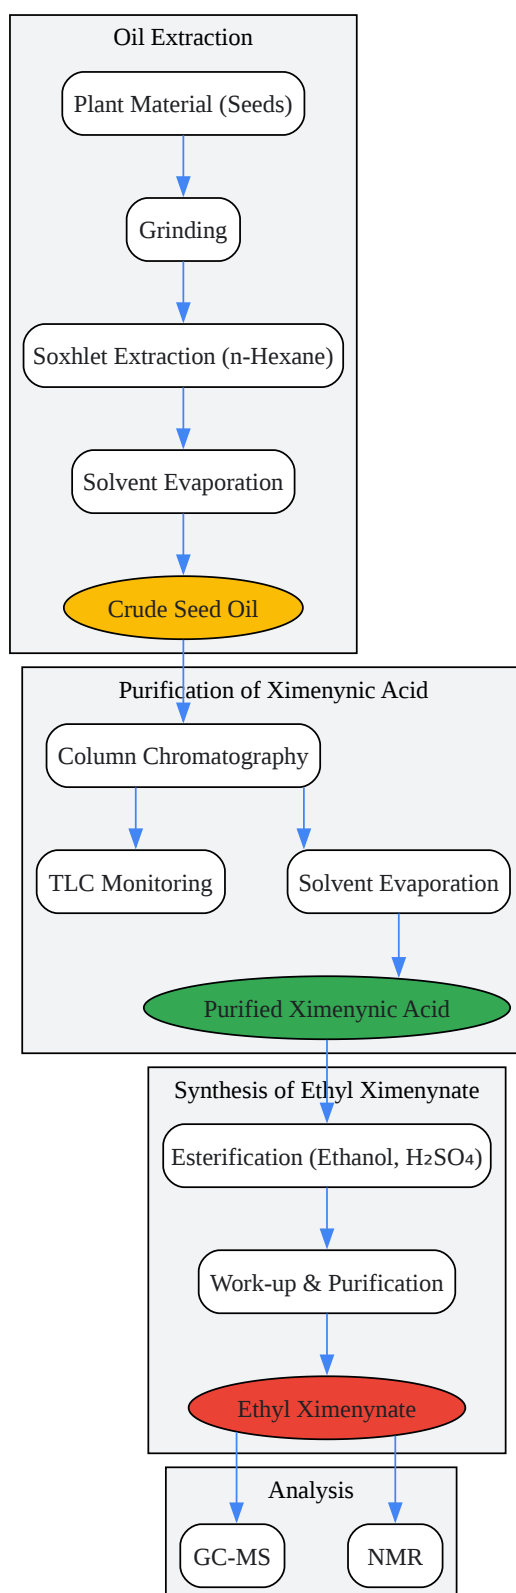 Oil Extraction
Plant Material (Seeds)
Grinding
Soxhlet Extraction (n-Hexane)
Solvent Evaporation
Crude Seed Oil
Purification of Ximenynic Acid
Column Chromatography
TLC Monitoring
Solvent Evaporation
Purified Ximenynic Acid
Synthesis of Ethyl Ximenynate
Esterification (Ethanol, H₂SO₄)
Work-up & Purification
Ethyl Ximenynate
Analysis
GC-MS
NMR